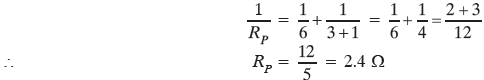 1/R_P = 1/6 + 1/(3 + 1) = 1/6 + 1/4 = (2 + 3)/12
∴ R_P = 12/5 = 2.4 Ω